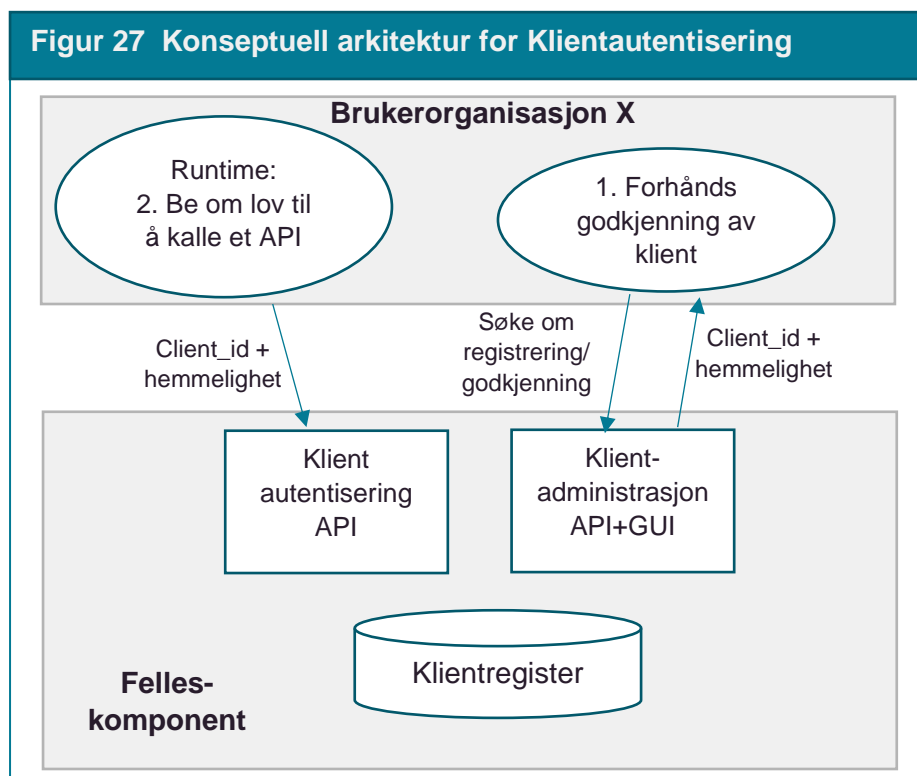 Figur 27 Konseptuell arkitektur for Klientautentisering
Brukerorganisasjon X
Runtime:
2. Be om lov til
å kalle et API
1. Forhånds
godkjenning av
klient
Client_id +
hemmelighet
Søke om
registrering/
godkjenning
Client_id +
hemmelighet
Klient
autentisering
API
Klient-
administrasjon
API+GUI
Klientregister
Felles-
komponent